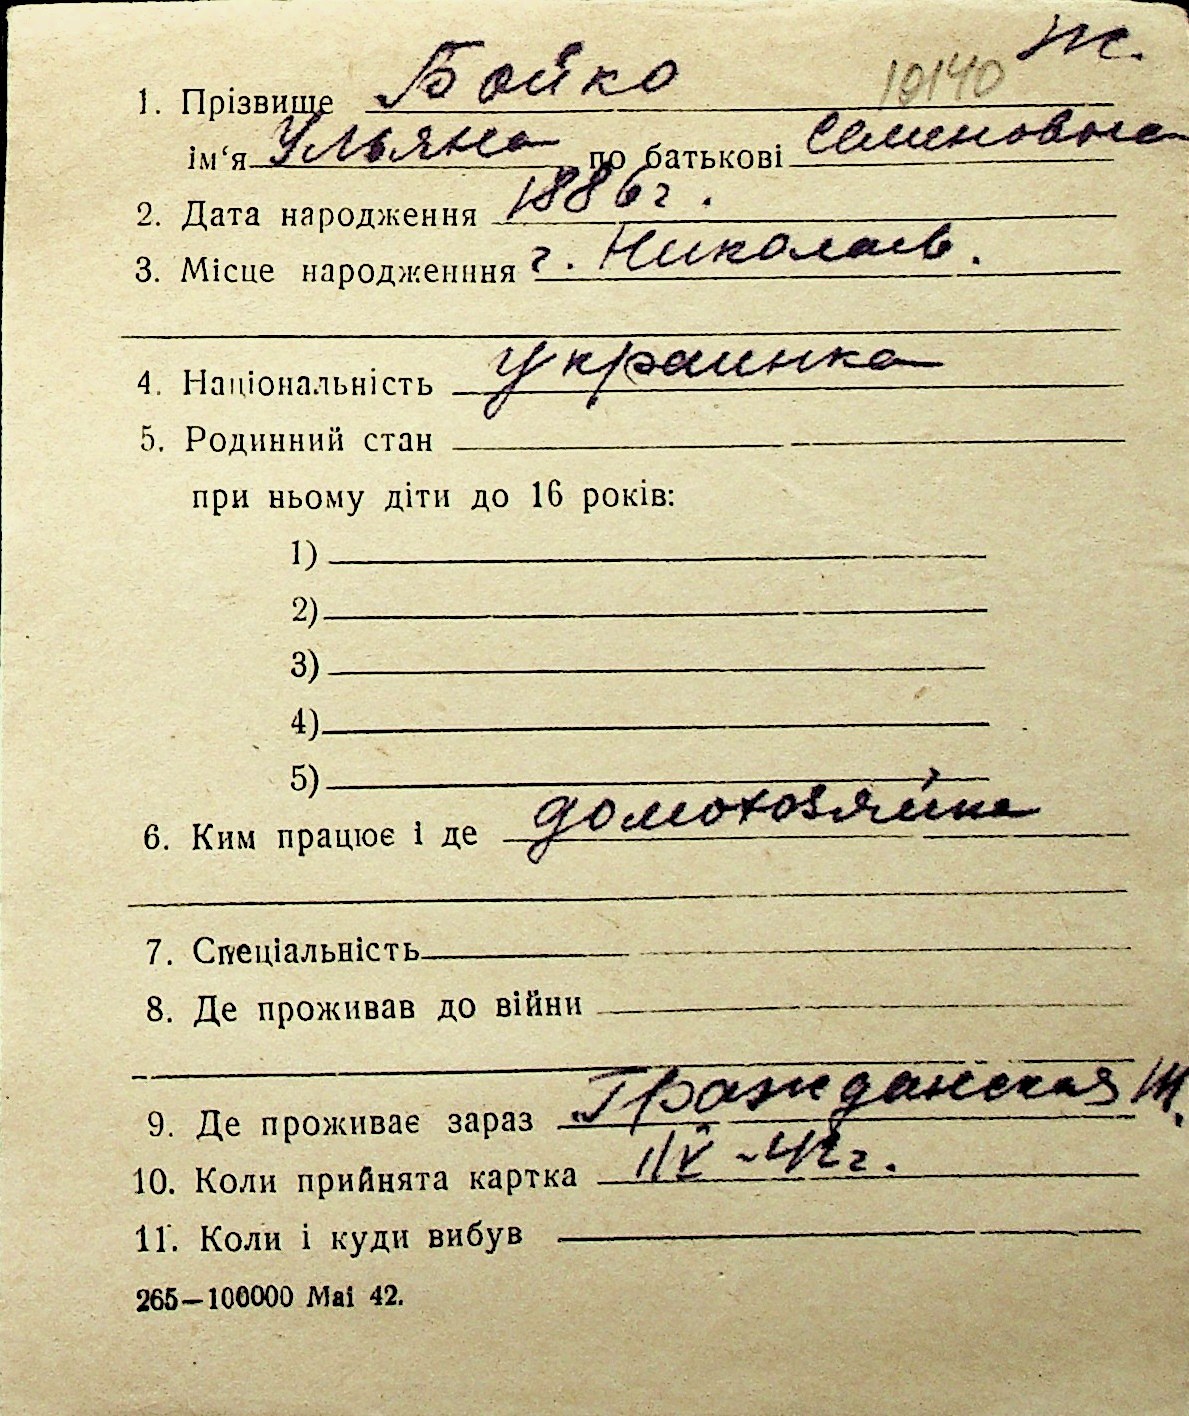 ж.
1. Прізвище Бойко 19140
ім‘я Ульяна по батькові Семеновна
2. Дата народження 1886 г.
3. Місце народженння г. Николаев.
4. Національність украинка
5. Родинний стан
при ньому діти до 16 років:
1)
2)
3)
4)
5)
6. Ким працює і де домохозяйка
7. Спеціальність
8. Де проживав до війни
9. Де проживає зараз Гражданская
10. Коли прийнята картка -42 г.
11. Коли і куди вибув
265—100000 Mai 42.